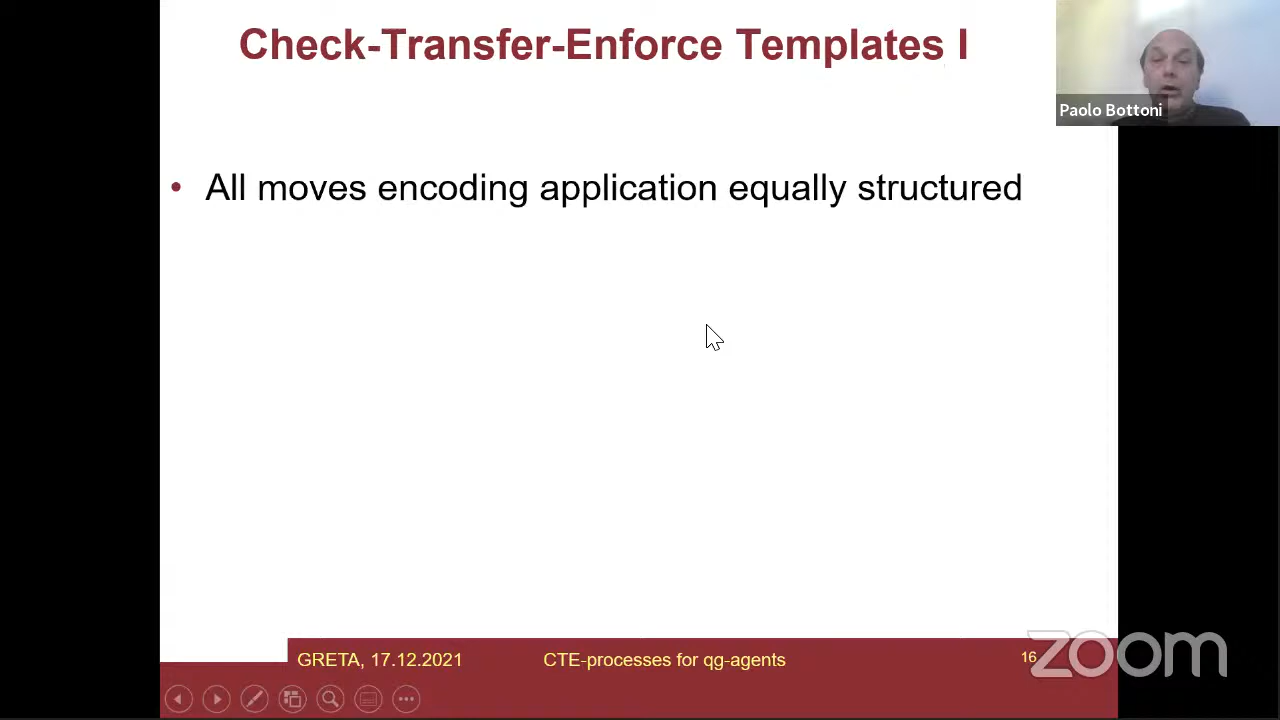 Check-Transfer-Enforce Templates I
Paolo Bottoni
• All moves encoding application equally structured
GRETA, 17.12.2021
CTE-processes for qg-agents
16
zoom